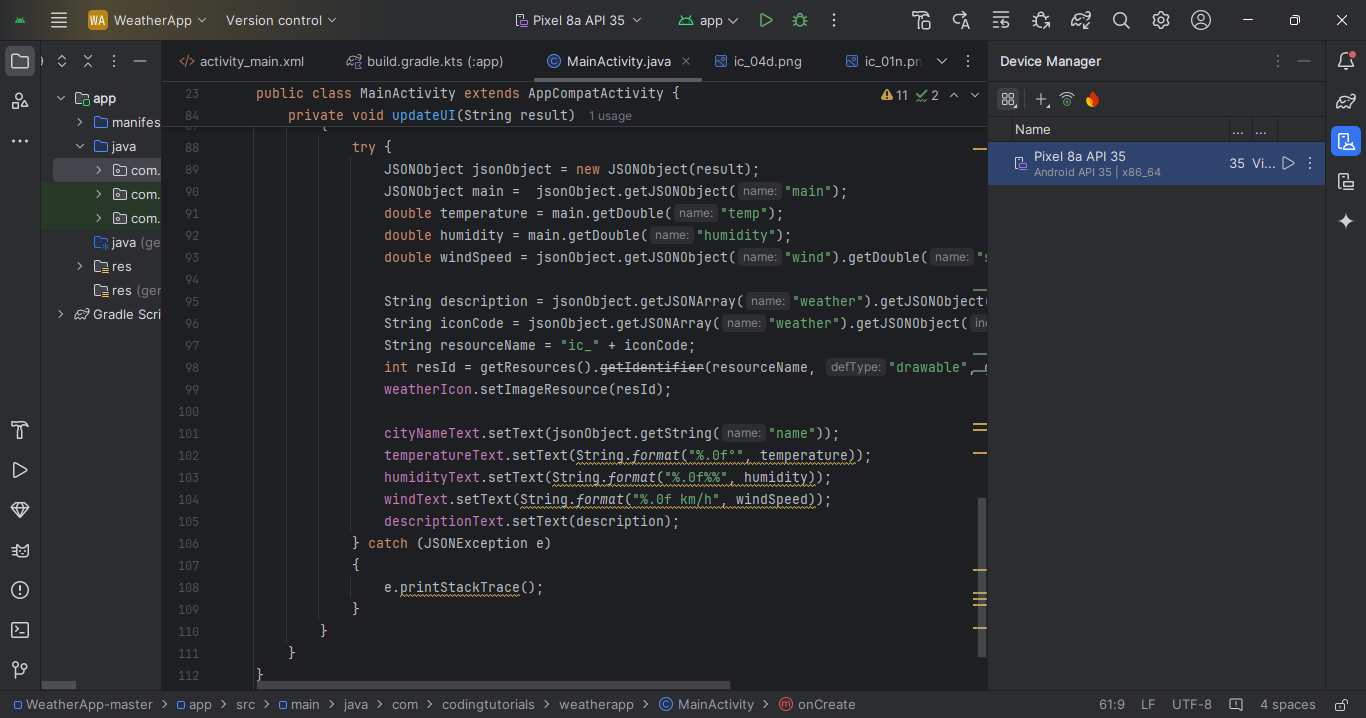 WA WeatherApp Version control Pixel 8a API 35 app
activity_main.xml build.gradle.kts (:app) MainActivity.java ic_04d.png ic_01n.pn
Device Manager
app
manifes
java
com.
com.
com.
java (ge
res
res (ger
Gradle Scri
23 public class MainActivity extends AppCompatActivity {
11 2
84 private void updateUI(String result) 1 usage
{
88 try {
89 JSONObject jsonObject = new JSONObject(result);
90 JSONObject main = jsonObject.getJSONObject( name: "main");
91 double temperature = main.getDouble( name: "temp");
92 double humidity = main.getDouble( name: "humidity");
93 double windSpeed = jsonObject.getJSONObject( name: "wind").getDouble( name: "s
94
95 String description = jsonObject.getJSONArray( name: "weather").getJSONObject(
96 String iconCode = jsonObject.getJSONArray( name: "weather").getJSONObject( in
97 String resourceName = "ic_" + iconCode;
98 int resId = getResources().getIdentifier(resourceName, defType: "drawable",
99 weatherIcon.setImageResource(resId);
100
101 cityNameText.setText(jsonObject.getString( name: "name"));
102 temperatureText.setText(String.format("%.0f°", temperature));
103 humidityText.setText(String.format("%.0f%%", humidity));
104 windText.setText(String.format("%.0f km/h", windSpeed));
105 descriptionText.setText(description);
106 } catch (JSONException e)
107 {
108 e.printStackTrace();
109 }
110 }
111 }
112 }
Name ... ...
Pixel 8a API 35 35 Vi...
Android API 35 | x86_64
WeatherApp-master > app > src > main > java > com > codingtutorials > weatherapp > MainActivity > onCreate
61:9 LF UTF-8 4 spaces